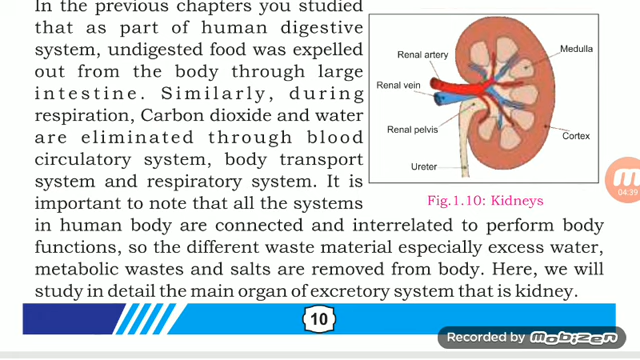 In the previous chapters you studied
that as part of human digestive
system, undigested food was expelled
out from the body through large
intestine. Similarly, during
respiration, Carbon dioxide and water
are eliminated through blood
circulatory system, body transport
system and respiratory system. It is
important to note that all the systems
in human body are connected and interrelated to perform body
functions, so the different waste material especially excess water,
metabolic wastes and salts are removed from body. Here, we will
study in detail the main organ of excretory system that is kidney.
Renal artery
Medulla
Renal vein
Renal pelvis
Cortex
Ureter
Fig.1.10: Kidneys
04:39
10
Recorded by mobizen